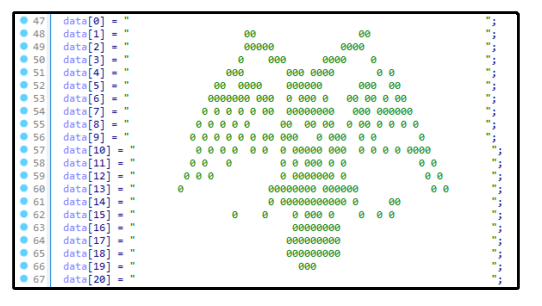 47 data[0] = "                                                          ";
48 data[1] = "                   00                 00                   ";
49 data[2] = "                   00000           0000                    ";
50 data[3] = "                  0    000      0000    0                  ";
51 data[4] = "                000       000 0000       0 0               ";
52 data[5] = "              00  0000    000000      000  00              ";
53 data[6] = "             0000000 000  0 000 0   00 00 0 00             ";
54 data[7] = "            0 0 0 0 0 00  00000000   000 000000            ";
55 data[8] = "           0 0 0 0 0     00  00 00  0 00 0 0 0 0           ";
56 data[9] = "          0 0 0 0 0 0 00 000   0 000  0 0       0          ";
57 data[10] = "          0 0 0 0  0 0  0 00000 000  0 0 0 0 0000          ";
58 data[11] = "         0 0   0        0 0 000 0 0            0 0         ";
59 data[12] = "        0 0 0           0 0000000 0             0 0        ";
60 data[13] = "       0              00000000 000000            0 0       ";
61 data[14] = "                      0 00000000000 0     00               ";
62 data[15] = "                0    0     0 000 0    0  0 0               ";
63 data[16] = "                          00000000                         ";
64 data[17] = "                         000000000                         ";
65 data[18] = "                         000000000                         ";
66 data[19] = "                           000                             ";
67 data[20] = "                                                           ";